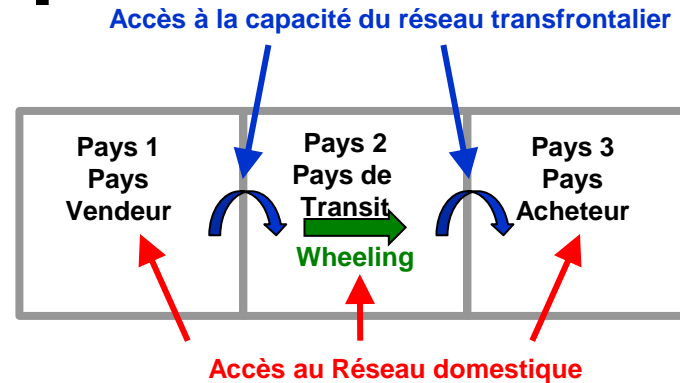 Accès à la capacité du réseau transfrontalier
Pays 1
Pays
Vendeur
Pays 2
Pays de
Transit
Wheeling
Pays 3
Pays
Acheteur
Accès au Réseau domestique